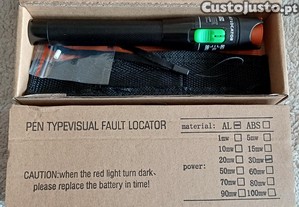 CustoJusto.pt
PEN TYPEVISUAL FAULT LOCATOR
material: AL ABS
CAUTION:when the red light turn dark,
please replace the battery in time!
power:
1mw 5mw
10mw 15mw
20mw 30mw
50mw 60mw
70mw 80mw
90mw 100mw